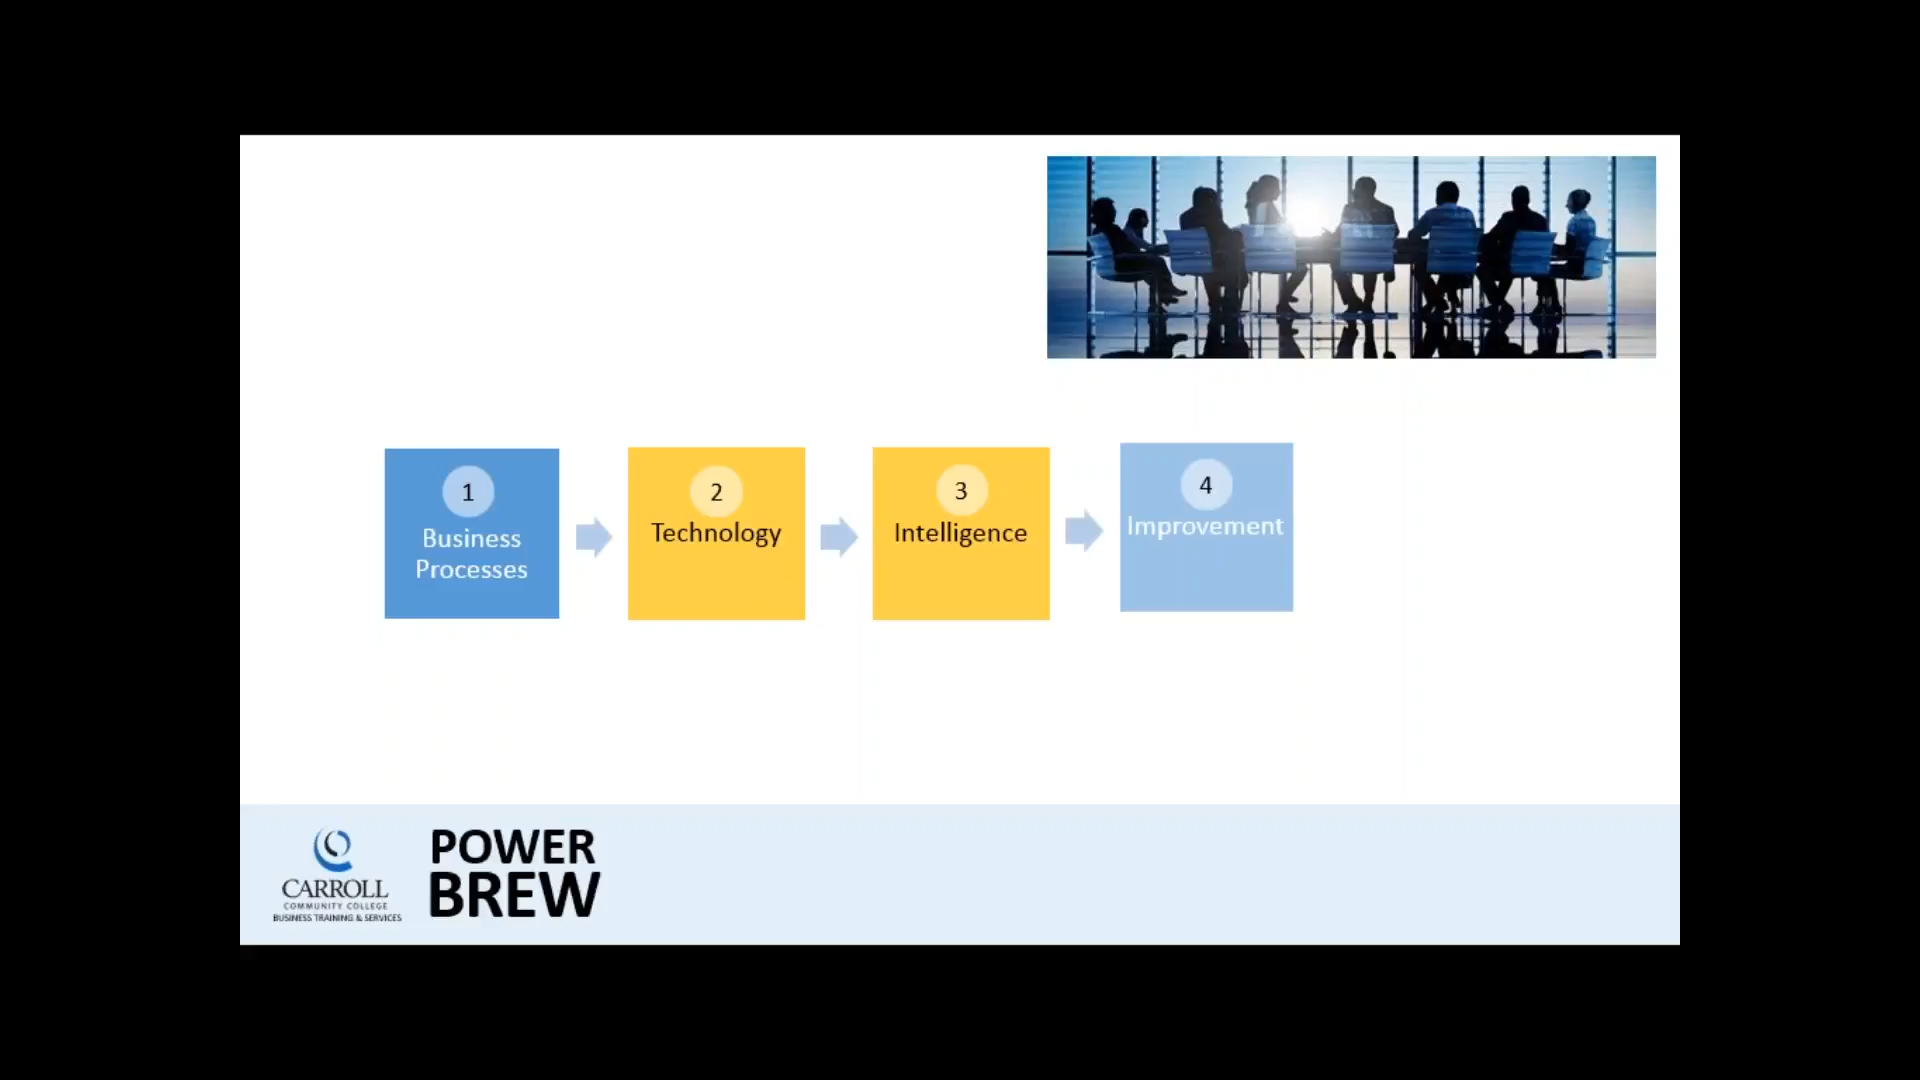 1
Business
Processes
2
Technology
3
Intelligence
4
Improvement
CARROLL
COMMUNITY COLLEGE
BUSINESS TRAINING & SERVICES
POWER
BREW